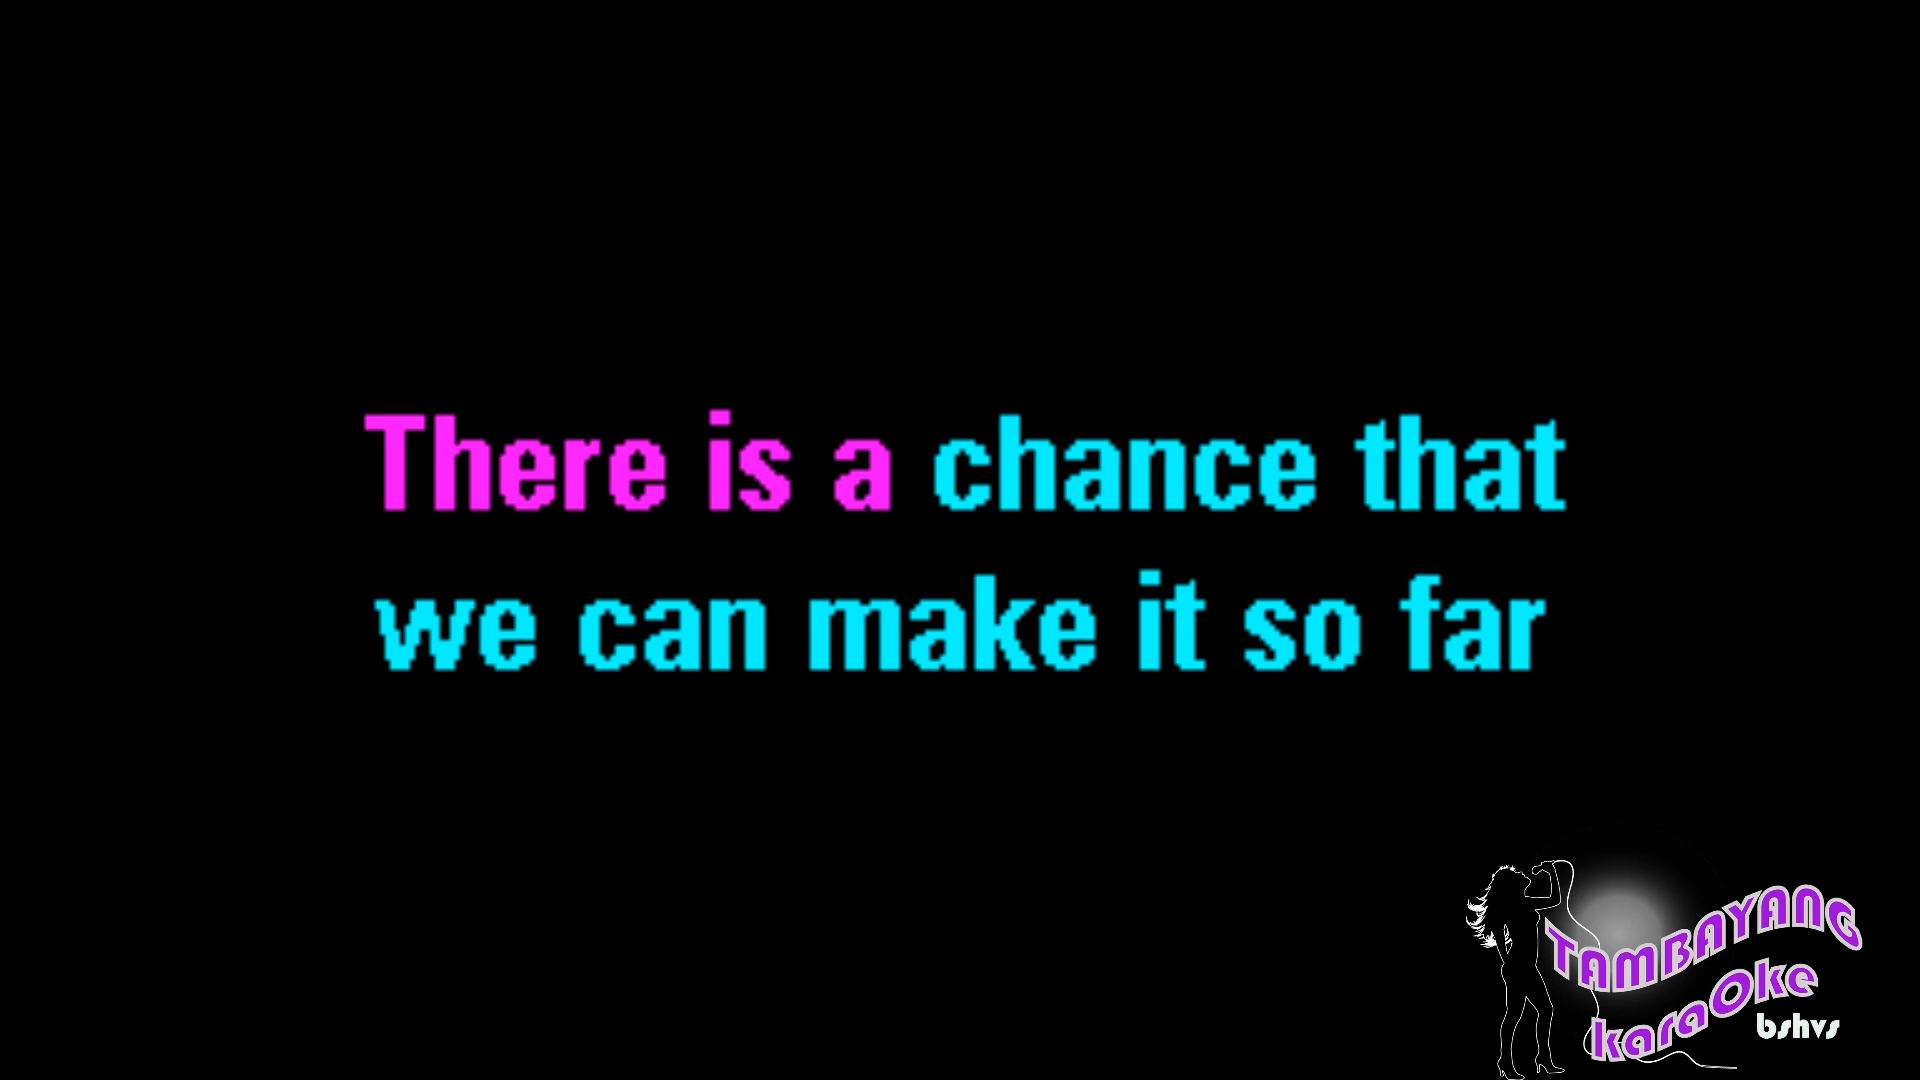 There is a chance that
we can make it so far
TAMBAYANG
karaOke
bshvs